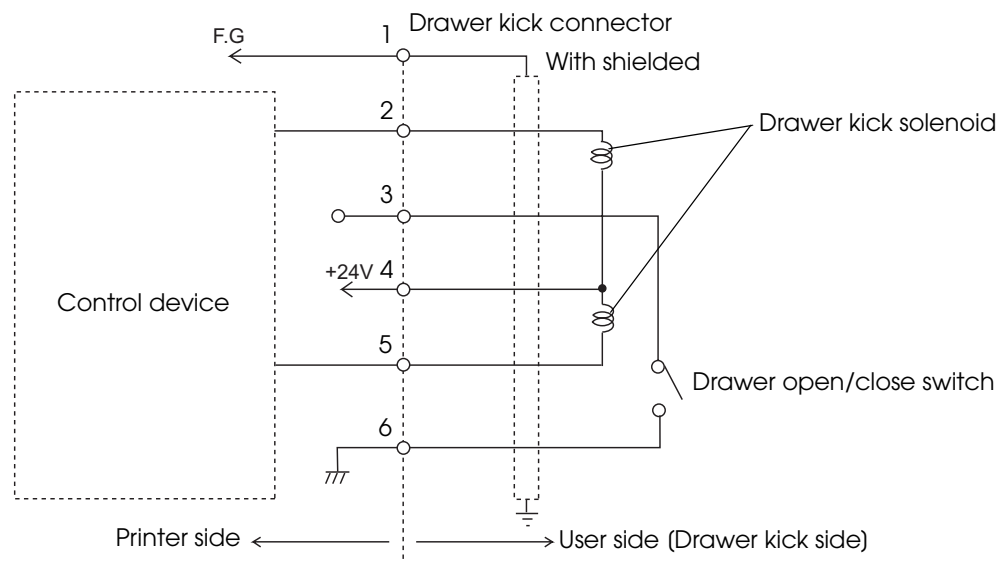 Drawer kick connector
F.G
1
With shielded
2
Drawer kick solenoid
3
+24V 4
Control device
5
Drawer open/close switch
6
Printer side
User side (Drawer kick side)